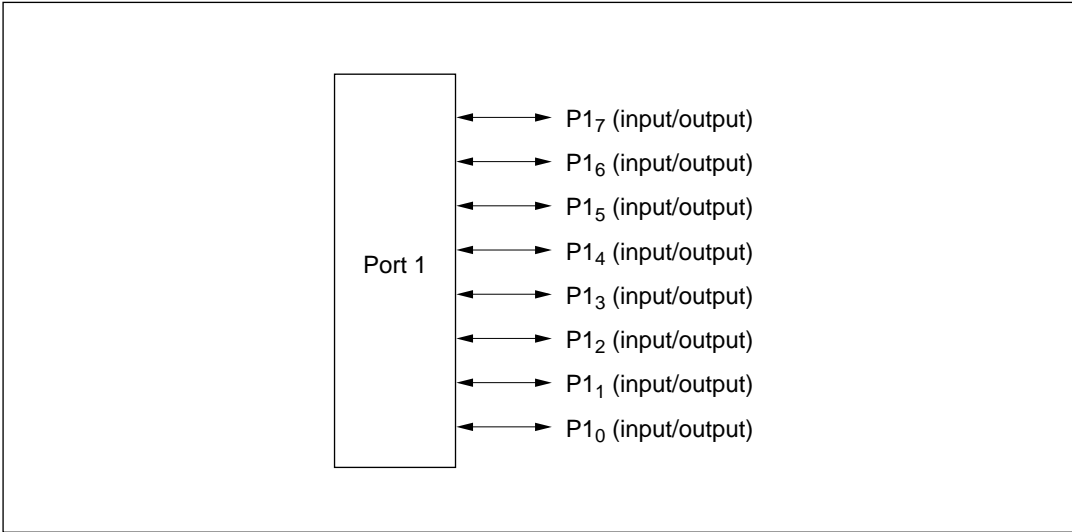 P1₇ (input/output)
P1₆ (input/output)
P1₅ (input/output)
P1₄ (input/output)
Port 1
P1₃ (input/output)
P1₂ (input/output)
P1₁ (input/output)
P1₀ (input/output)